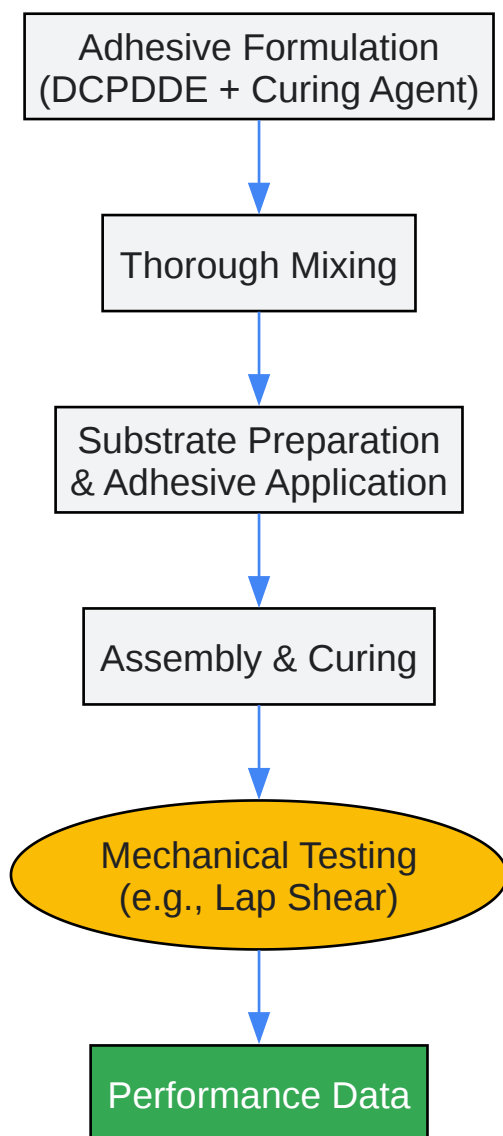 Adhesive Formulation
(DCPDDE + Curing Agent)
Thorough Mixing
Substrate Preparation
& Adhesive Application
Assembly & Curing
Mechanical Testing
(e.g., Lap Shear)
Performance Data